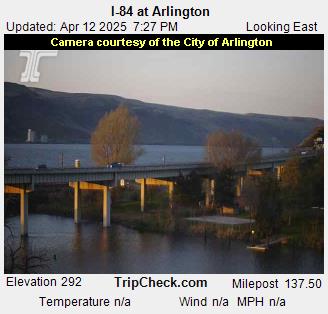 I-84 at Arlington
Updated: Apr 12 2025 7:27 PM Looking East
Camera courtesy of the City of Arlington
Elevation 292 TripCheck.com Milepost 137.50
Temperature n/a Wind n/a MPH n/a